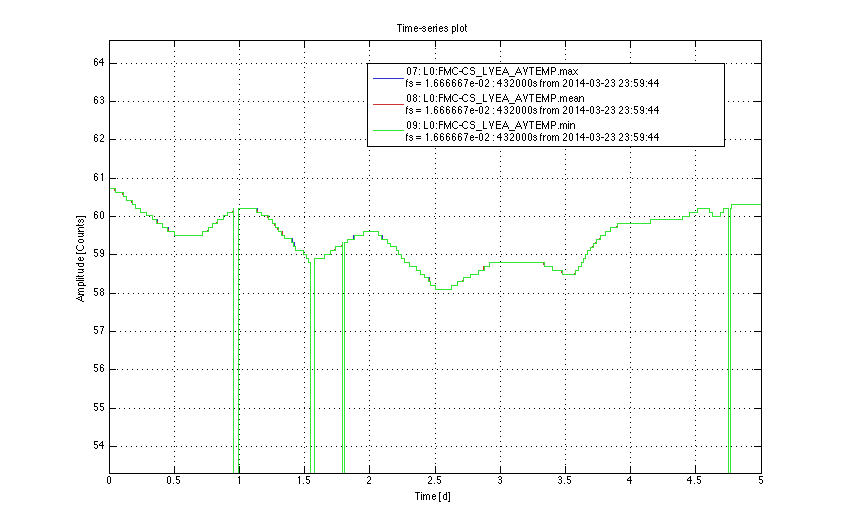 Time-series plot
64
63
62
61
60
59
58
57
56
55
54
Amplitude [Counts]
07: L0:FMC-CS_LVEA_AVTEMP.max
fs = 1.666667e-02 : 432000s from 2014-03-23 23:59:44
08: L0:FMC-CS_LVEA_AVTEMP.mean
fs = 1.666667e-02 : 432000s from 2014-03-23 23:59:44
09: L0:FMC-CS_LVEA_AVTEMP.min
fs = 1.666667e-02 : 432000s from 2014-03-23 23:59:44
0 0.5 1 1.5 2 2.5 3 3.5 4 4.5 5
Time [d]